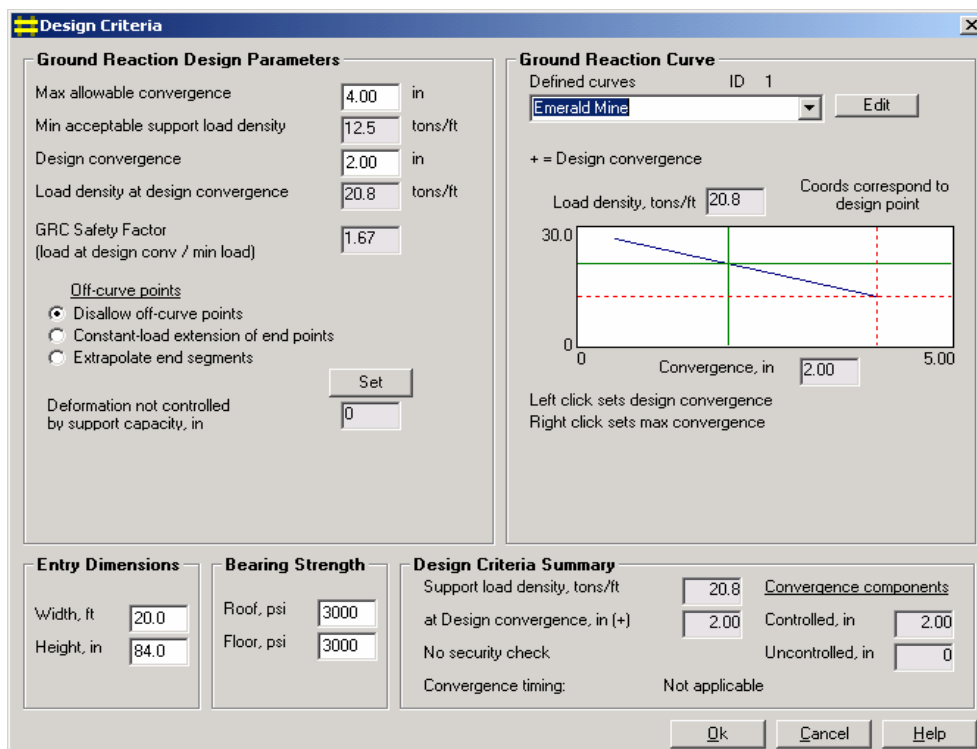 Design Criteria
Ground Reaction Design Parameters
Max allowable convergence 4.00 in
Min acceptable support load density 12.5 tons/ft
Design convergence 2.00 in
Load density at design convergence 20.8 tons/ft
GRC Safety Factor
(load at design conv / min load) 1.67
Off-curve points
Disallow off-curve points
Constant-load extension of end points
Extrapolate end segments
Set
Deformation not controlled
by support capacity, in 0
Ground Reaction Curve
Defined curves ID 1
Emerald Mine Edit
+ = Design convergence
Load density, tons/ft 20.8
Coords correspond to
design point
30.0
0
0 5.00
Convergence, in 2.00
Left click sets design convergence
Right click sets max convergence
Entry Dimensions
Width, ft 20.0
Height, in 84.0
Bearing Strength
Roof, psi 3000
Floor, psi 3000
Design Criteria Summary
Support load density, tons/ft 20.8 Convergence components
at Design convergence, in (+) 2.00 Controlled, in 2.00
No security check Uncontrolled, in 0
Convergence timing: Not applicable
Ok Cancel Help